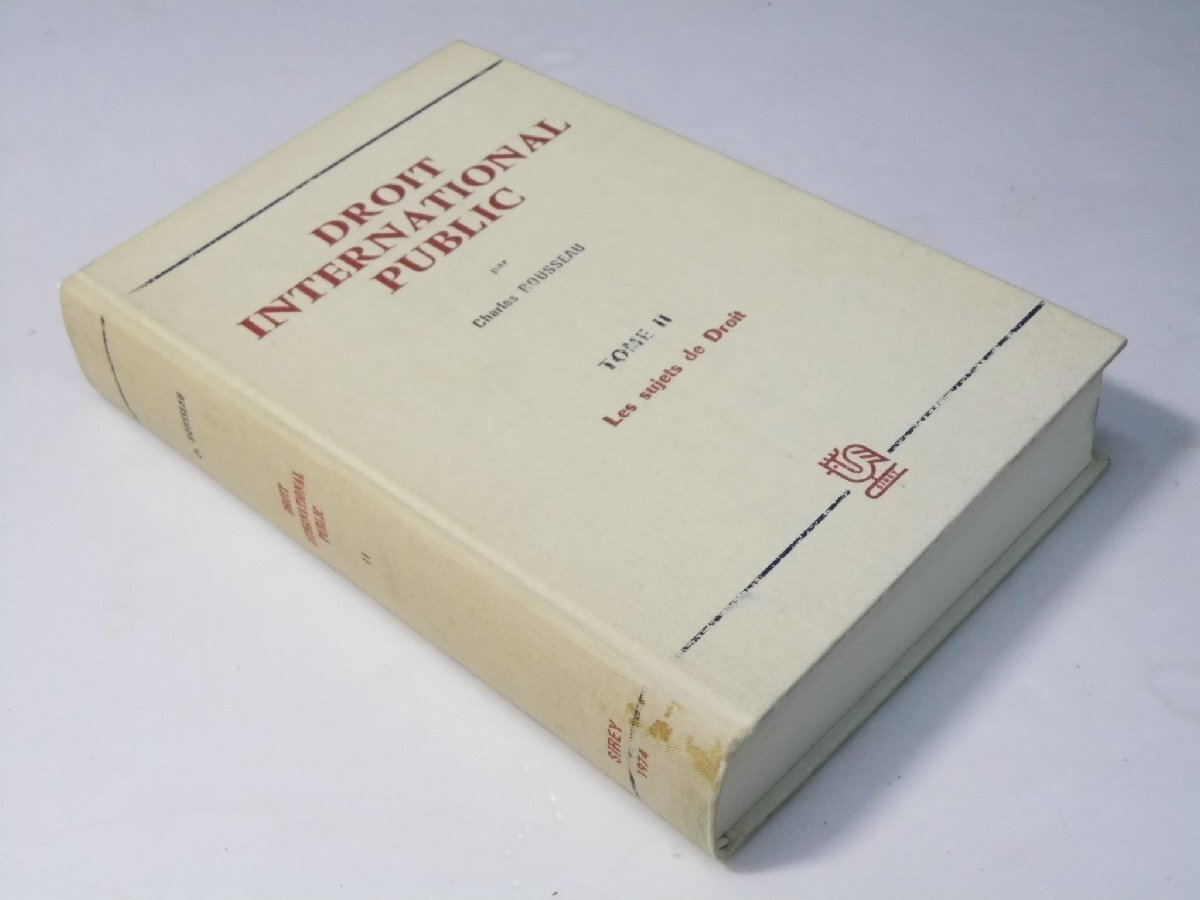 DROIT
INTERNATIONAL
PUBLIC
par
Charles ROUSSEAU
TOME II
Les sujets de Droit
SIREY
ROUSSEAU
DROIT
INTERNATIONAL
PUBLIC
II
SIREY
1974